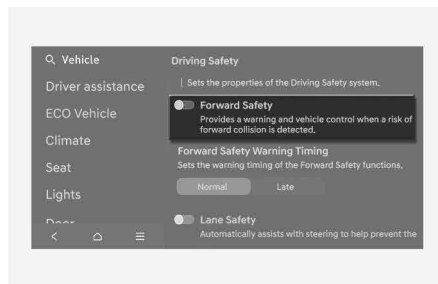 Vehicle
Driver assistance
ECO Vehicle
Climate
Seat
Lights
Door
Driving Safety
Sets the properties of the Driving Safety system.
Forward Safety
Provides a warning and vehicle control when a risk of
forward collision is detected.
Forward Safety Warning Timing
Sets the warning timing of the Forward Safety functions.
Normal
Late
Lane Safety
Automatically assists with steering to help prevent the